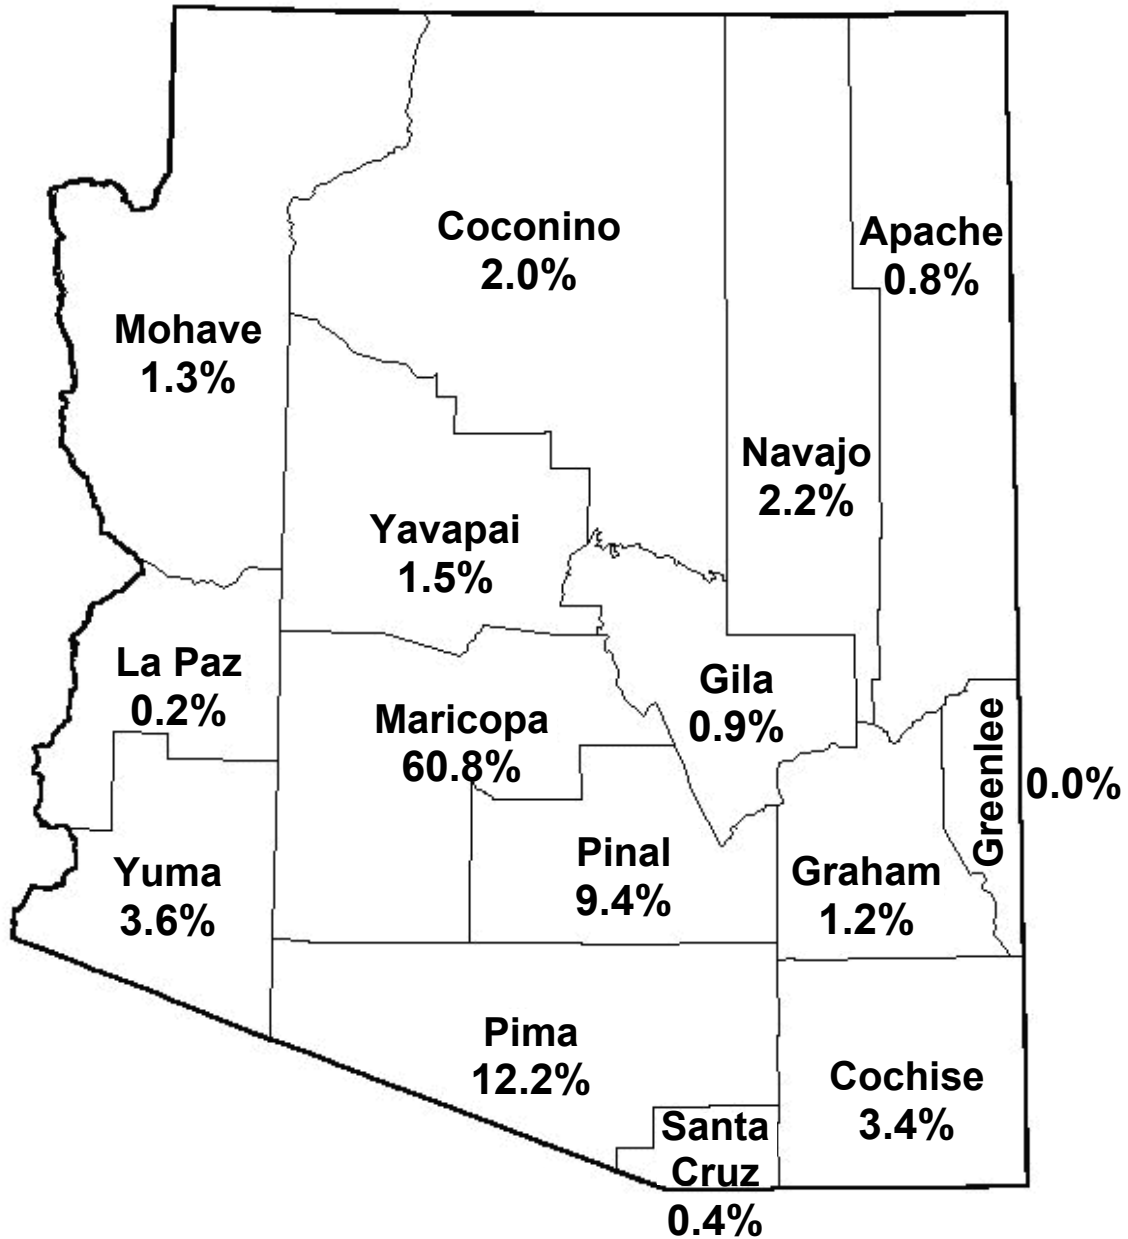 Coconino
2.0%
Apache
0.8%
Mohave
1.3%
Navajo
2.2%
Yavapai
1.5%
La Paz
0.2%
Maricopa
60.8%
Gila
0.9%
Greenlee
0.0%
Yuma
3.6%
Pinal
9.4%
Graham
1.2%
Pima
12.2%
Cochise
3.4%
Santa
Cruz
0.4%